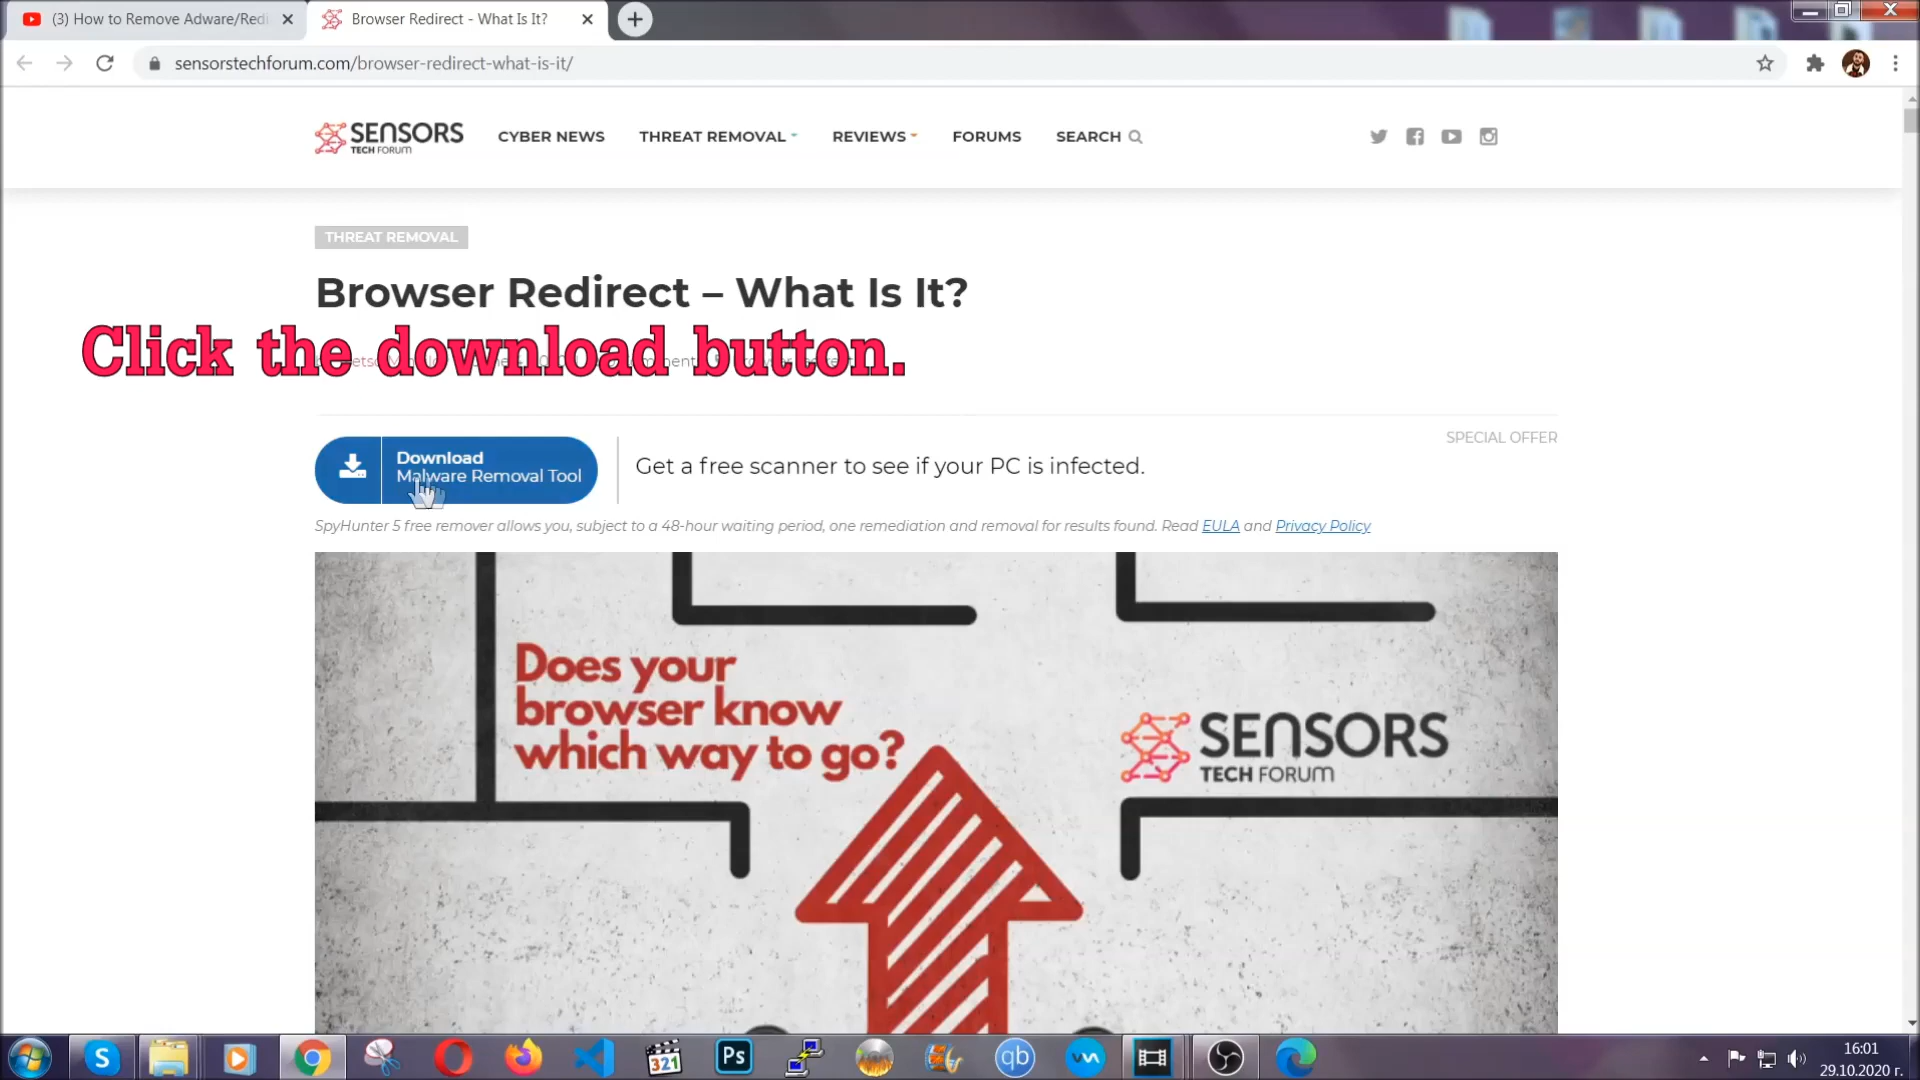 (3) How to Remove Adware/Redi
Browser Redirect - What Is It?
sensorstechforum.com/browser-redirect-what-is-it/
SENSORS
TECH FORUM
CYBER NEWS
THREAT REMOVAL
REVIEWS
FORUMS
SEARCH
THREAT REMOVAL
Browser Redirect – What Is It?
Click the download button.
SPECIAL OFFER
Download
Malware Removal Tool
Get a free scanner to see if your PC is infected.
SpyHunter 5 free remover allows you, subject to a 48-hour waiting period, one remediation and removal for results found. Read EULA and Privacy Policy
Does your
browser know
which way to go?
SENSORS
TECH FORUM
S
321
Ps
qb
16:01
29.10.2020 г.